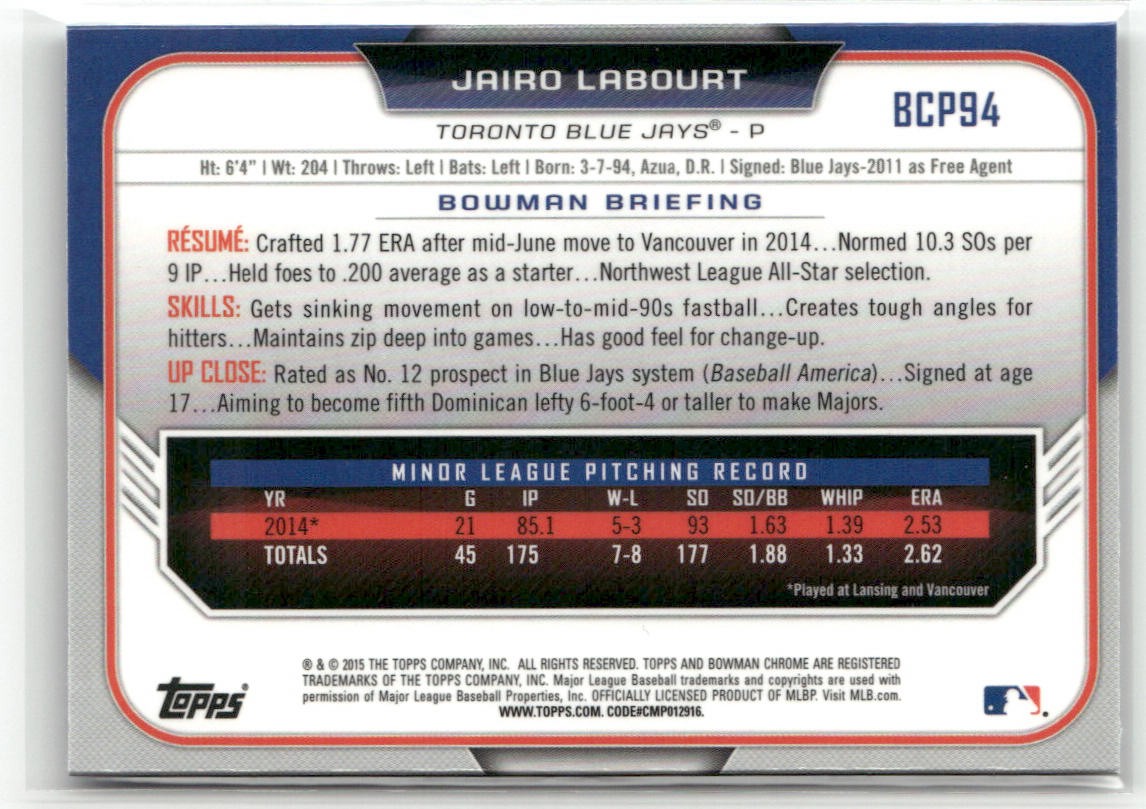 JAIRO LABOURT
BCP94
TORONTO BLUE JAYS® - P
Ht: 6'4" | Wt: 204 | Throws: Left | Bats: Left | Born: 3-7-94, Azua, D.R. | Signed: Blue Jays-2011 as Free Agent
BOWMAN BRIEFING
RÉSUMÉ: Crafted 1.77 ERA after mid-June move to Vancouver in 2014...Normed 10.3 SOs per
9 IP...Held foes to .200 average as a starter...Northwest League All-Star selection.
SKILLS: Gets sinking movement on low-to-mid-90s fastball...Creates tough angles for
hitters...Maintains zip deep into games...Has good feel for change-up.
UP CLOSE: Rated as No. 12 prospect in Blue Jays system (Baseball America)...Signed at age
17...Aiming to become fifth Dominican lefty 6-foot-4 or taller to make Majors.
MINOR LEAGUE PITCHING RECORD
YR G IP W-L SO SO/BB WHIP ERA
2014* 21 85.1 5-3 93 1.63 1.39 2.53
TOTALS 45 175 7-8 177 1.88 1.33 2.62
*Played at Lansing and Vancouver
® & © 2015 THE TOPPS COMPANY, INC. ALL RIGHTS RESERVED. TOPPS AND BOWMAN CHROME ARE REGISTERED
TRADEMARKS OF THE TOPPS COMPANY, INC. Major League Baseball trademarks and copyrights are used with
permission of Major League Baseball Properties, Inc. OFFICIALLY LICENSED PRODUCT OF MLBP. Visit MLB.com.
WWW.TOPPS.COM. CODE#CMP012916.
TOPPS®